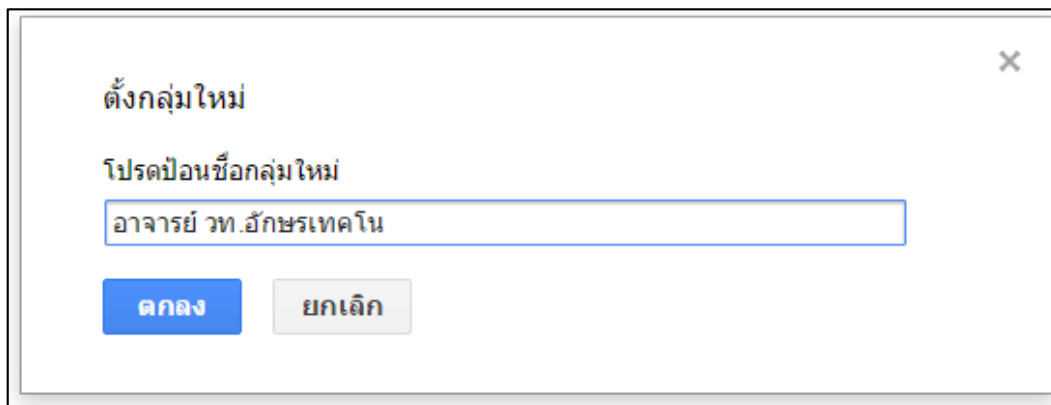 ตั้งกลุ่มใหม่
โปรดป้อนชื่อกลุ่มใหม่
อาจารย์ วท.อักษรเทคโน
ตกลง ยกเลิก